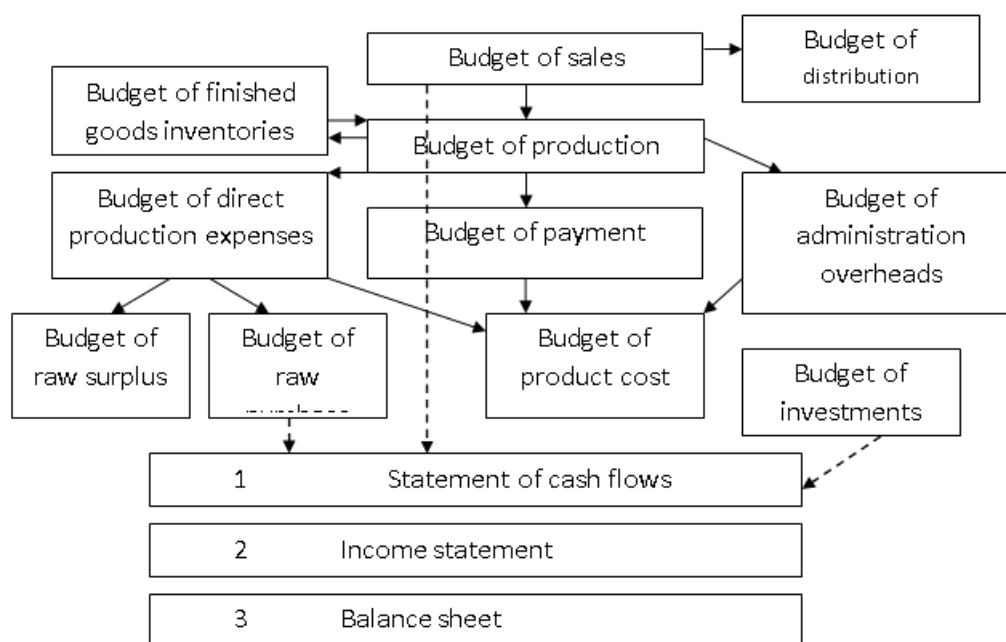 Budget of sales
Budget of
distribution
Budget of finished
goods inventories
Budget of production
Budget of direct
production expenses
Budget of payment
Budget of
administration
overheads
Budget of
raw surplus
Budget of
raw
Budget of
product cost
Budget of
investments
1 Statement of cash flows
2 Income statement
3 Balance sheet